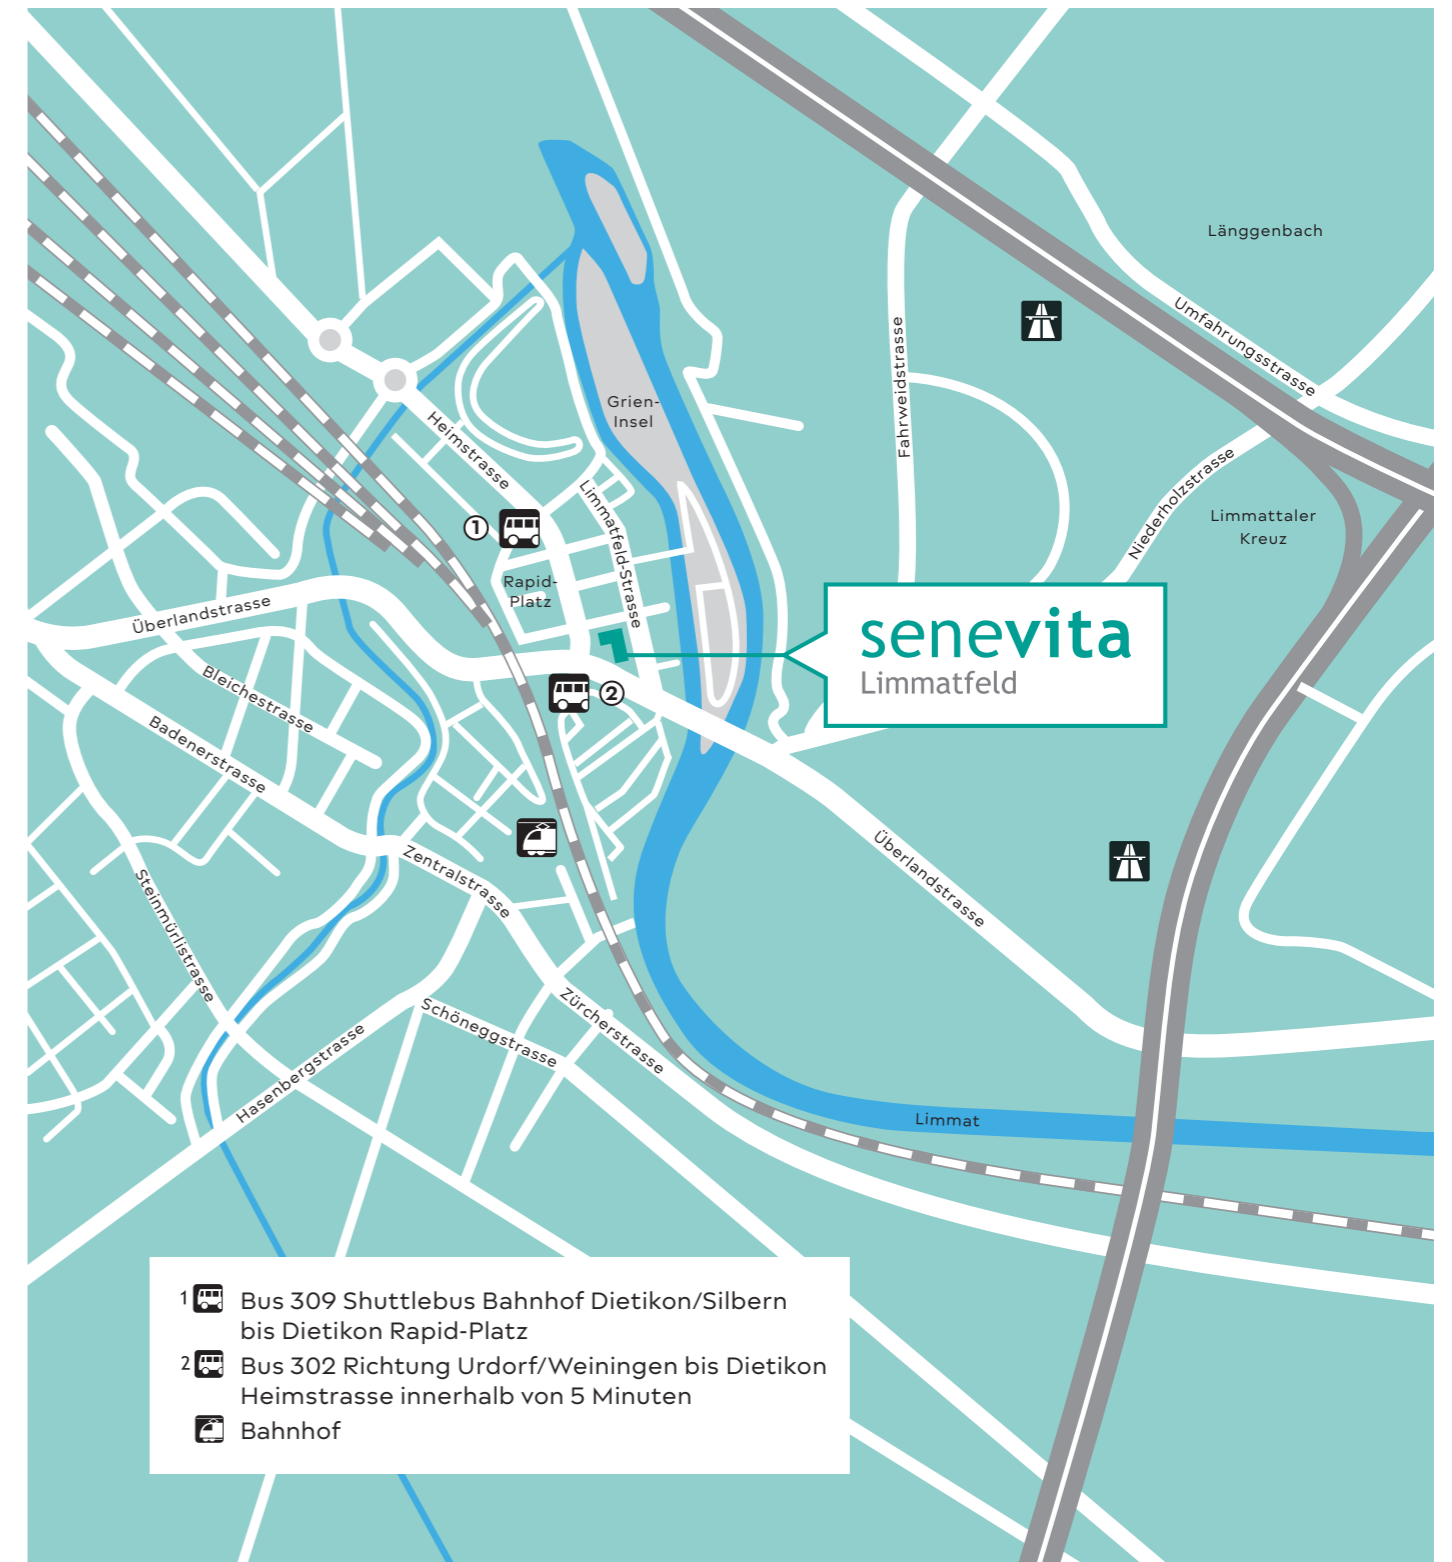 Länggenbach
Umfahrungsstrasse
Fahrweidstrasse
Grien-
Insel
Heimstrasse
Niederholzstrasse
Limmattaler
Kreuz
Limmatfeld-Strasse
1
Rapid-
Platz
Überlandstrasse
senevita
Limmatfeld
2
Bleichestrasse
Badenerstrasse
Überlandstrasse
Zentralstrasse
Steinmürlistrasse
Zürcherstrasse
Schöneggstrasse
Hasenbergstrasse
Limmat
1 Bus 309 Shuttlebus Bahnhof Dietikon/Silbern
bis Dietikon Rapid-Platz
2 Bus 302 Richtung Urdorf/Weiningen bis Dietikon
Heimstrasse innerhalb von 5 Minuten
Bahnhof